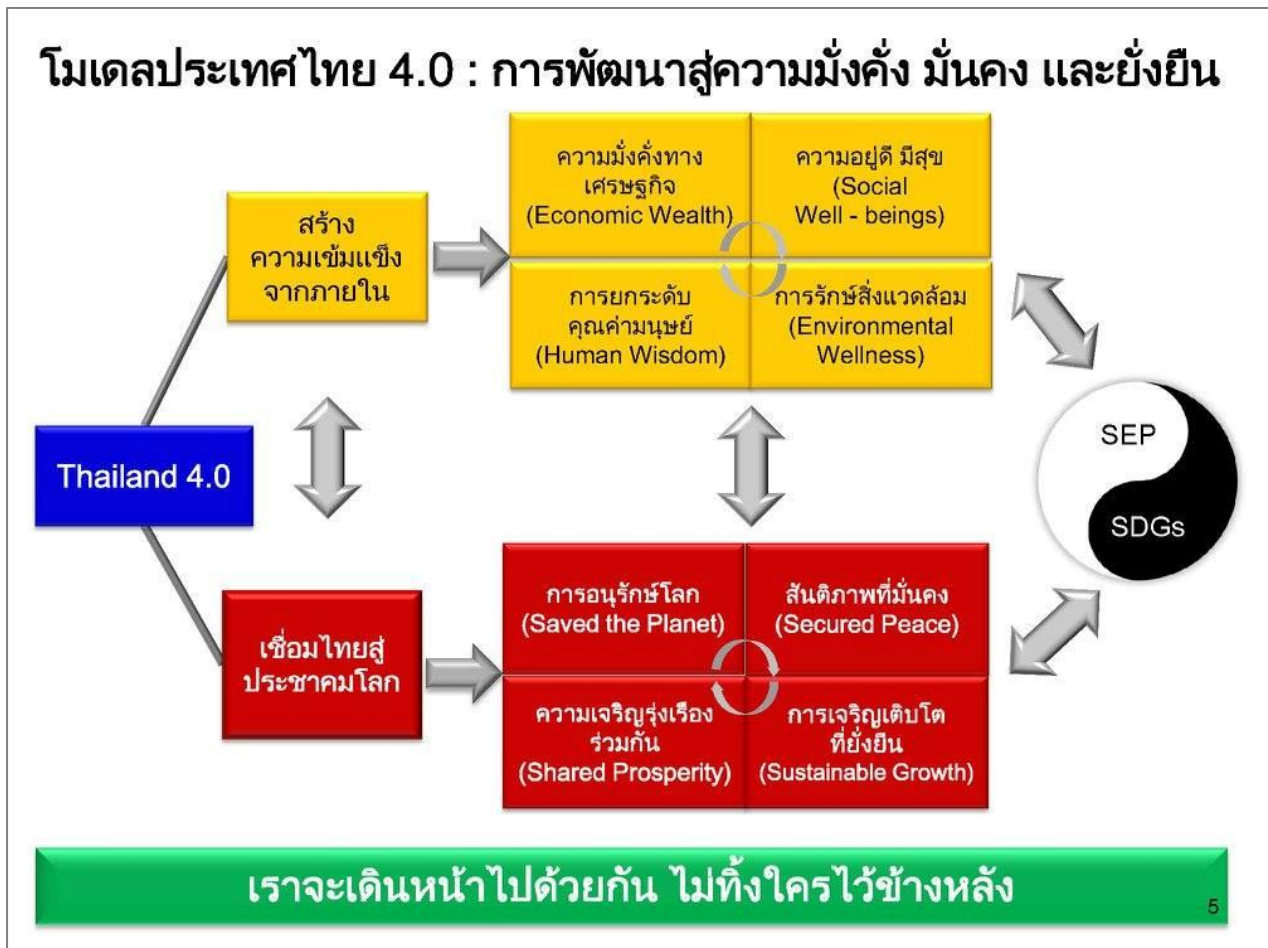 โมเดลประเทศไทย 4.0 : การพัฒนาสู่ความมั่งคั่ง มั่นคง และยั่งยืน
ความมั่งคั่งทาง
เศรษฐกิจ
(Economic Wealth)
ความอยู่ดี มีสุข
(Social
Well - beings)
สร้าง
ความเข้มแข็ง
จากภายใน
การยกระดับ
คุณค่ามนุษย์
(Human Wisdom)
การรักษ์สิ่งแวดล้อม
(Environmental
Wellness)
Thailand 4.0
SEP
SDGs
การอนุรักษ์โลก
(Saved the Planet)
สันติภาพที่มั่นคง
(Secured Peace)
เชื่อมไทยสู่
ประชาคมโลก
ความเจริญรุ่งเรือง
ร่วมกัน
(Shared Prosperity)
การเจริญเติบโต
ที่ยั่งยืน
(Sustainable Growth)
เราจะเดินหน้าไปด้วยกัน ไม่ทิ้งใครไว้ข้างหลัง
5